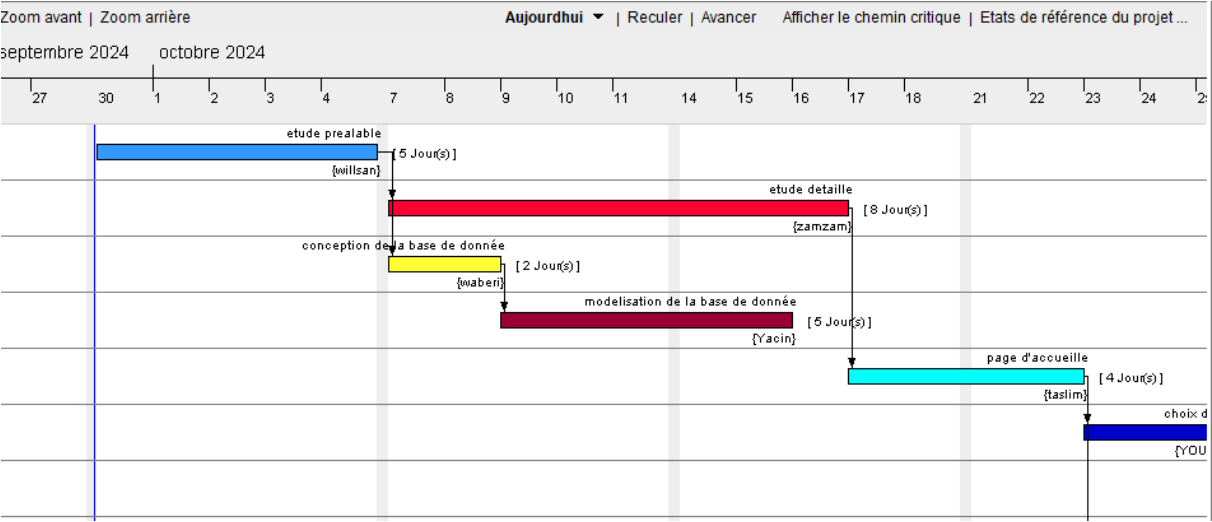 Zoom avant | Zoom arrière Aujourdhui | Reculer | Avancer Afficher le chemin critique | Etats de référence du projet ...
septembre 2024 octobre 2024
27 30 1 2 3 4 7 8 9 10 11 14 15 16 17 18 21 22 23 24
etude prealable
[ 5 Jour(s) ]
{willsan}
etude detaille
[ 8 Jour(s) ]
{zamzam}
conception de la base de donnée
[ 2 Jour(s) ]
{waberi}
modelisation de la base de donnée
[ 5 Jour(s) ]
{Yacin}
page d'accueille
[ 4 Jour(s) ]
{taslim}
choix d
{YOU